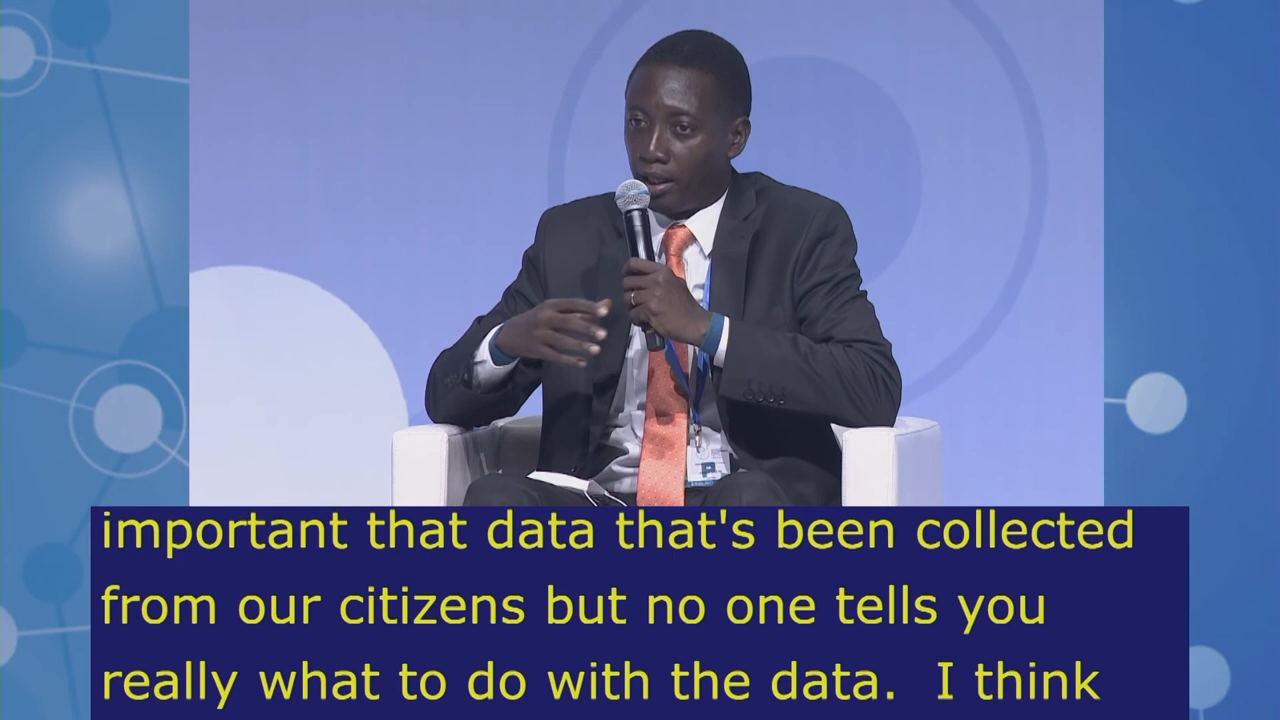 important that data that's been collected
from our citizens but no one tells you
really what to do with the data.  I think
P